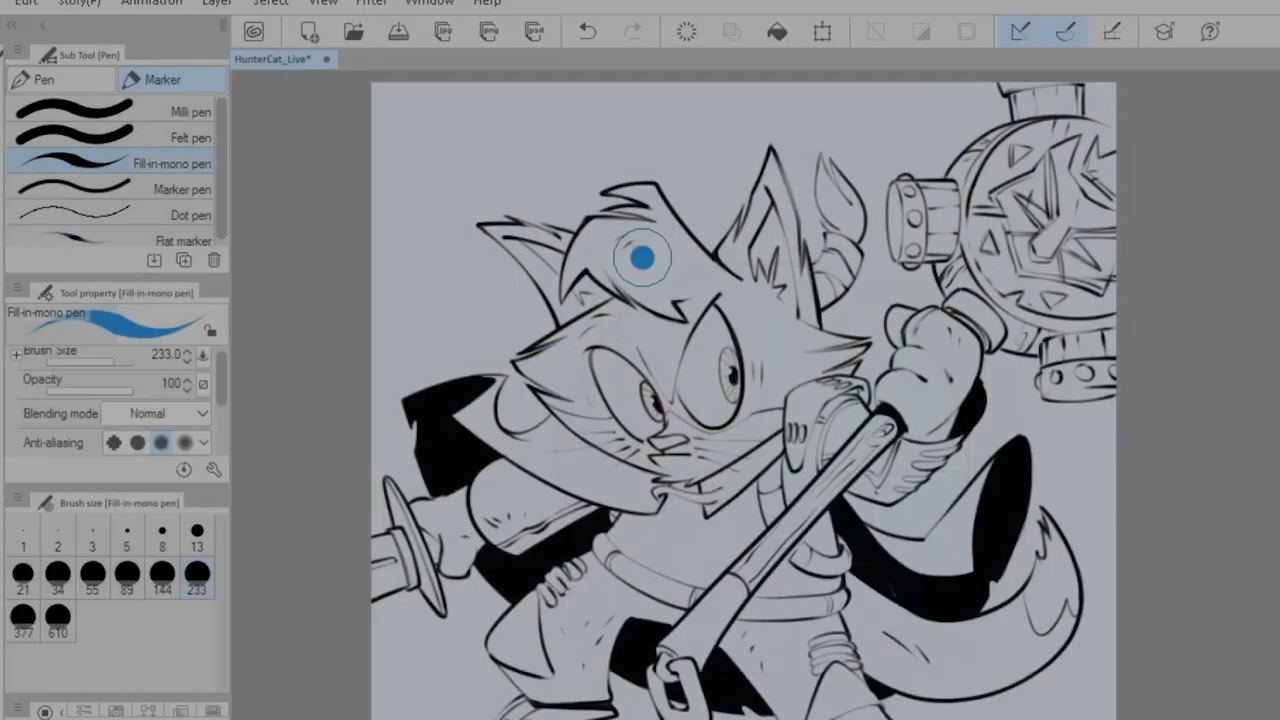 Edit Story(P) Animation Layer Select View Filter Window Help
Sub Tool [Pen]
Pen Marker
HunterCat_Live*
Milli pen
Felt pen
Fill-in-mono pen
Marker pen
Dot pen
Flat marker
Tool property [Fill-in-mono pen]
Fill-in-mono pen
Brush Size 233.0
Opacity 100
Blending mode Normal
Anti-aliasing
Brush size [Fill-in-mono pen]
1 2 3 5 8 13
21 34 55 89 144 233
377 610